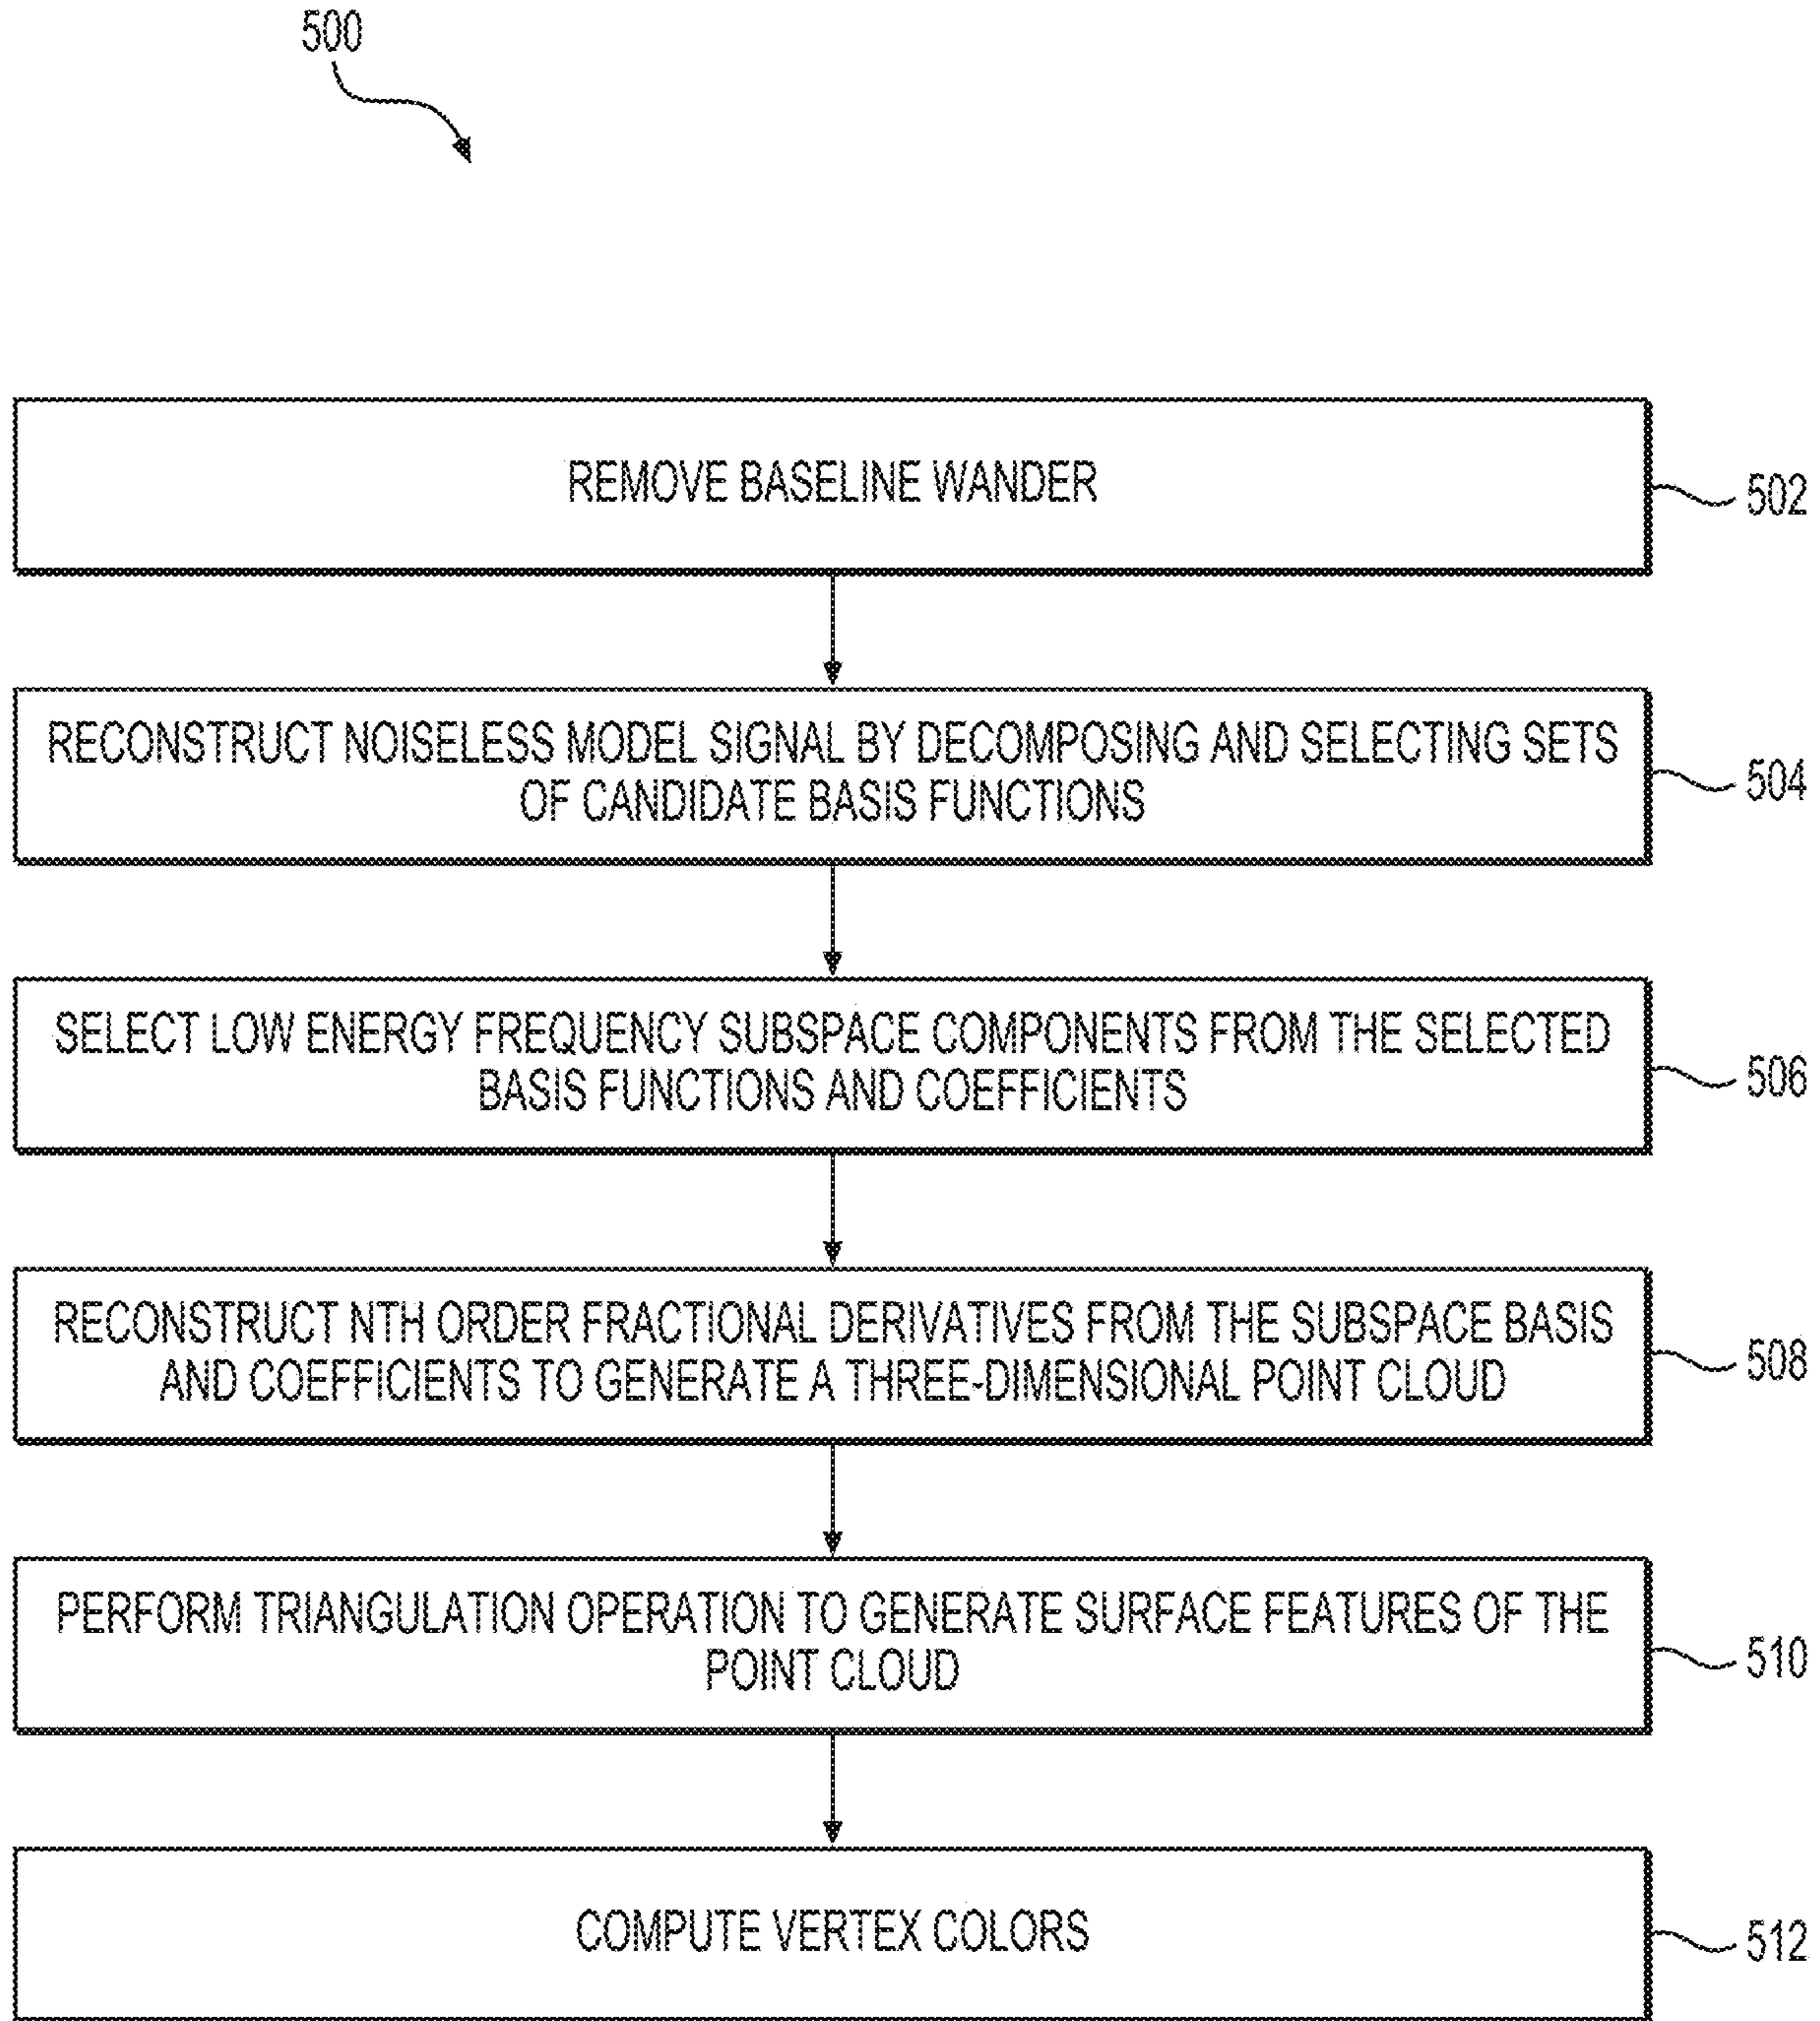 500
REMOVE BASELINE WANDER
502
RECONSTRUCT NOISELESS MODEL SIGNAL BY DECOMPOSING AND SELECTING SETS
OF CANDIDATE BASIS FUNCTIONS
504
SELECT LOW ENERGY FREQUENCY SUBSPACE COMPONENTS FROM THE SELECTED
BASIS FUNCTIONS AND COEFFICIENTS
506
RECONSTRUCT NTH ORDER FRACTIONAL DERIVATIVES FROM THE SUBSPACE BASIS
AND COEFFICIENTS TO GENERATE A THREE-DIMENSIONAL POINT CLOUD
508
PERFORM TRIANGULATION OPERATION TO GENERATE SURFACE FEATURES OF THE
POINT CLOUD
510
COMPUTE VERTEX COLORS
512